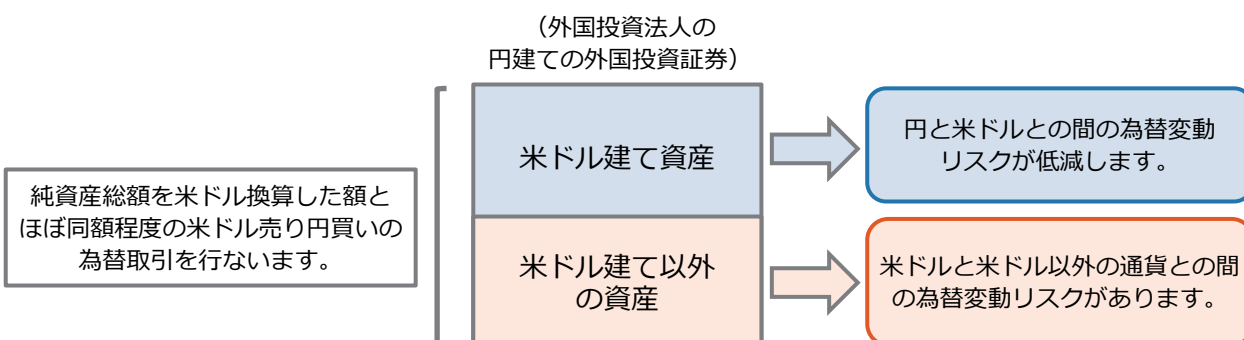 （外国投資法人の
円建ての外国投資証券）
純資産総額を米ドル換算した額と
ほぼ同額程度の米ドル売り円買いの
為替取引を行ないます。
米ドル建て資産
円と米ドルとの間の為替変動
リスクが低減します。
米ドル建て以外
の資産
米ドルと米ドル以外の通貨との間
の為替変動リスクがあります。